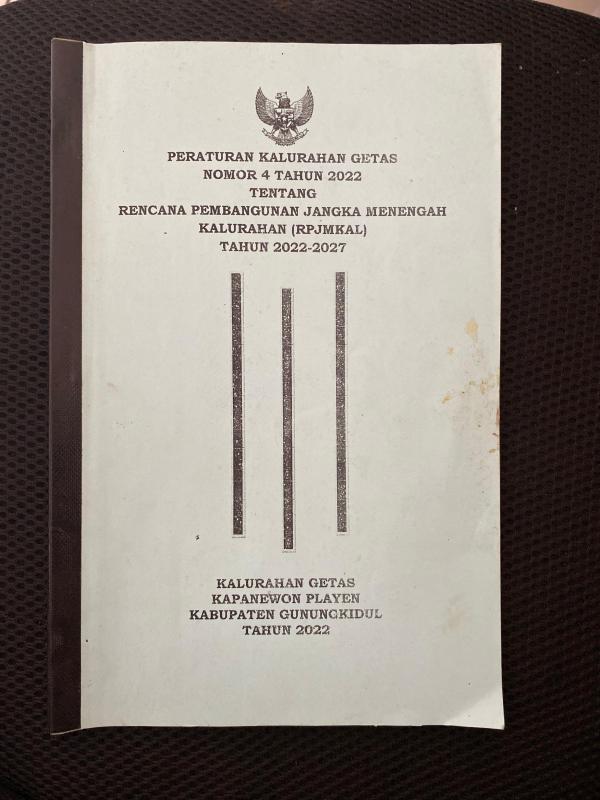 PERATURAN KALURAHAN GETAS
NOMOR 4 TAHUN 2022
TENTANG
RENCANA PEMBANGUNAN JANGKA MENENGAH
KALURAHAN (RPJMKAL)
TAHUN 2022-2027
KALURAHAN GETAS
KAPANEWON PLAYEN
KABUPATEN GUNUNGKIDUL
TAHUN 2022